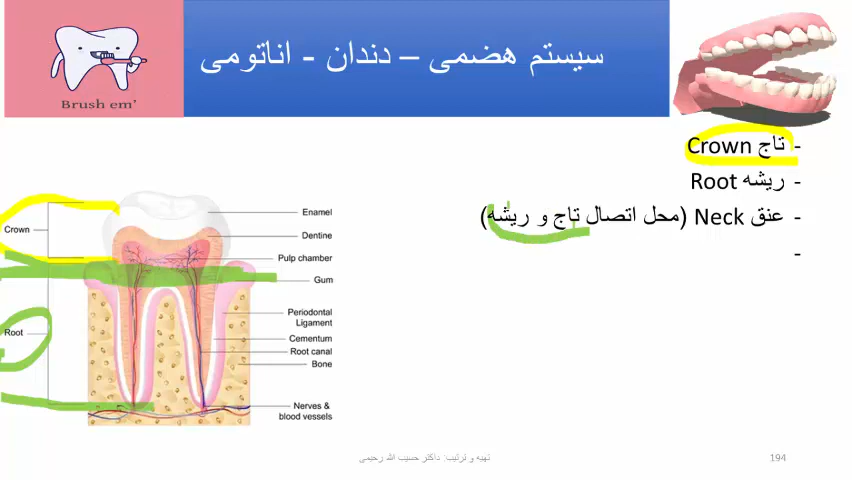 سیستم هضمی – دندان - اناتومی
Brush em'
- تاج Crown
- ریشه Root
- عنق Neck (محل اتصال تاج و ریشه)
-
Enamel
Crown
Dentine
Pulp chamber
Gum
Periodontal
Ligament
Root
Cementum
Root canal
Bone
Nerves &
blood vessels
تهیه و ترتیب: داکتر حسیب الله رحیمی
194